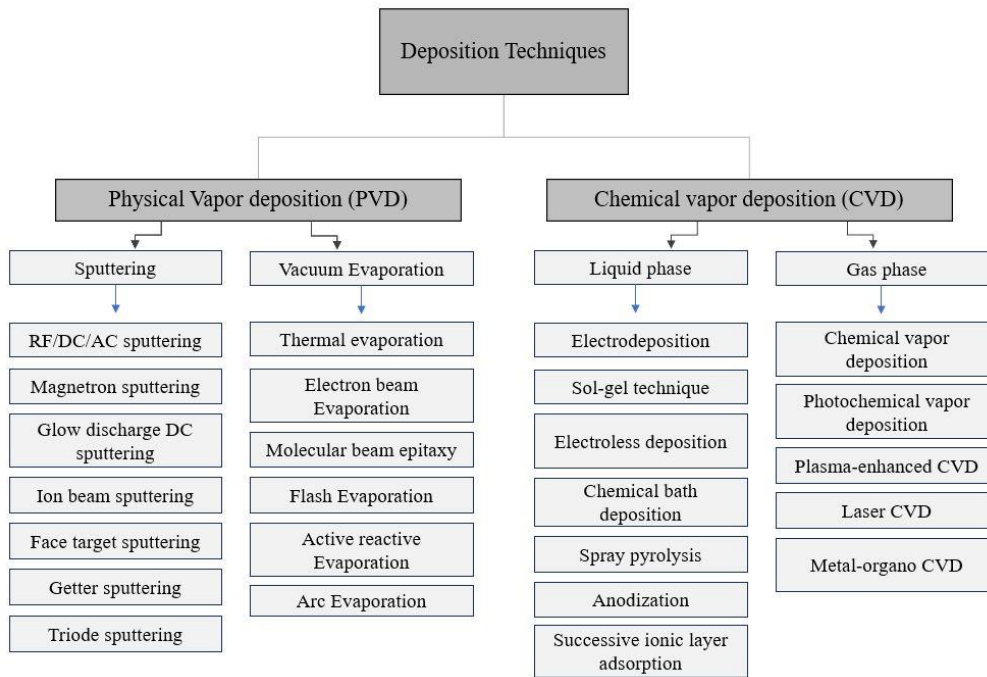 Deposition Techniques
Physical Vapor deposition (PVD)
Sputtering
RF/DC/AC sputtering
Magnetron sputtering
Glow discharge DC
sputtering
Ion beam sputtering
Face target sputtering
Getter sputtering
Triode sputtering
Vacuum Evaporation
Thermal evaporation
Electron beam
Evaporation
Molecular beam epitaxy
Flash Evaporation
Active reactive
Evaporation
Arc Evaporation
Chemical vapor deposition (CVD)
Liquid phase
Electrodeposition
Sol-gel technique
Electroless deposition
Chemical bath
deposition
Spray pyrolysis
Anodization
Successive ionic layer
adsorption
Gas phase
Chemical vapor
deposition
Photochemical vapor
deposition
Plasma-enhanced CVD
Laser CVD
Metal-organo CVD